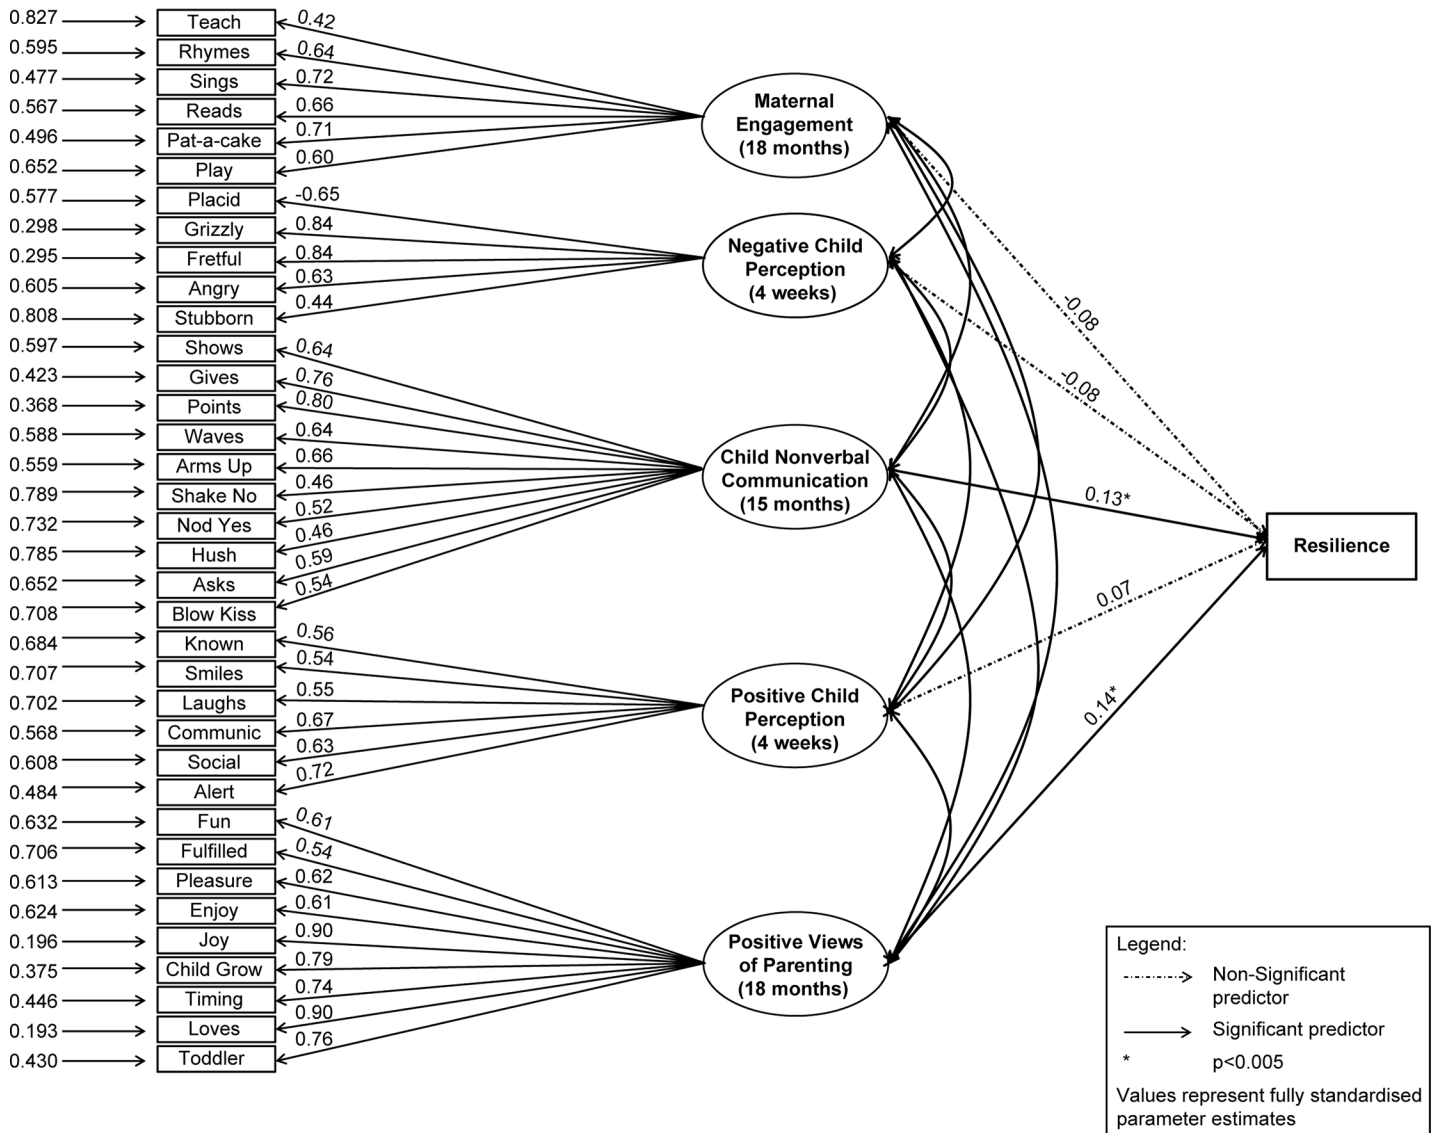 0.827 Teach 0.42
0.595 Rhymes 0.64
0.477 Sings 0.72
0.567 Reads 0.66
0.496 Pat-a-cake 0.71
0.652 Play 0.60
Maternal
Engagement
(18 months)
0.577 Placid -0.65
0.298 Grizzly 0.84
0.295 Fretful 0.84
0.605 Angry 0.63
0.808 Stubborn 0.44
Negative Child
Perception
(4 weeks)
0.597 Shows 0.64
0.423 Gives 0.76
0.368 Points 0.80
0.588 Waves 0.64
0.559 Arms Up 0.66
0.789 Shake No 0.46
0.732 Nod Yes 0.52
0.785 Hush 0.46
0.652 Asks 0.59
0.708 Blow Kiss 0.54
Child Nonverbal
Communication
(15 months)
0.684 Known 0.56
0.707 Smiles 0.54
0.702 Laughs 0.55
0.568 Communic 0.67
0.608 Social 0.63
0.484 Alert 0.72
Positive Child
Perception
(4 weeks)
0.632 Fun 0.61
0.706 Fulfilled 0.54
0.613 Pleasure 0.62
0.624 Enjoy 0.61
0.196 Joy 0.90
0.375 Child Grow 0.79
0.446 Timing 0.74
0.193 Loves 0.90
0.430 Toddler 0.76
Positive Views
of Parenting
(18 months)
-0.08
-0.08
0.13*
0.07
0.14*
Resilience
Legend:
Non-Significant
predictor
Significant predictor
* p<0.005
Values represent fully standardised
parameter estimates